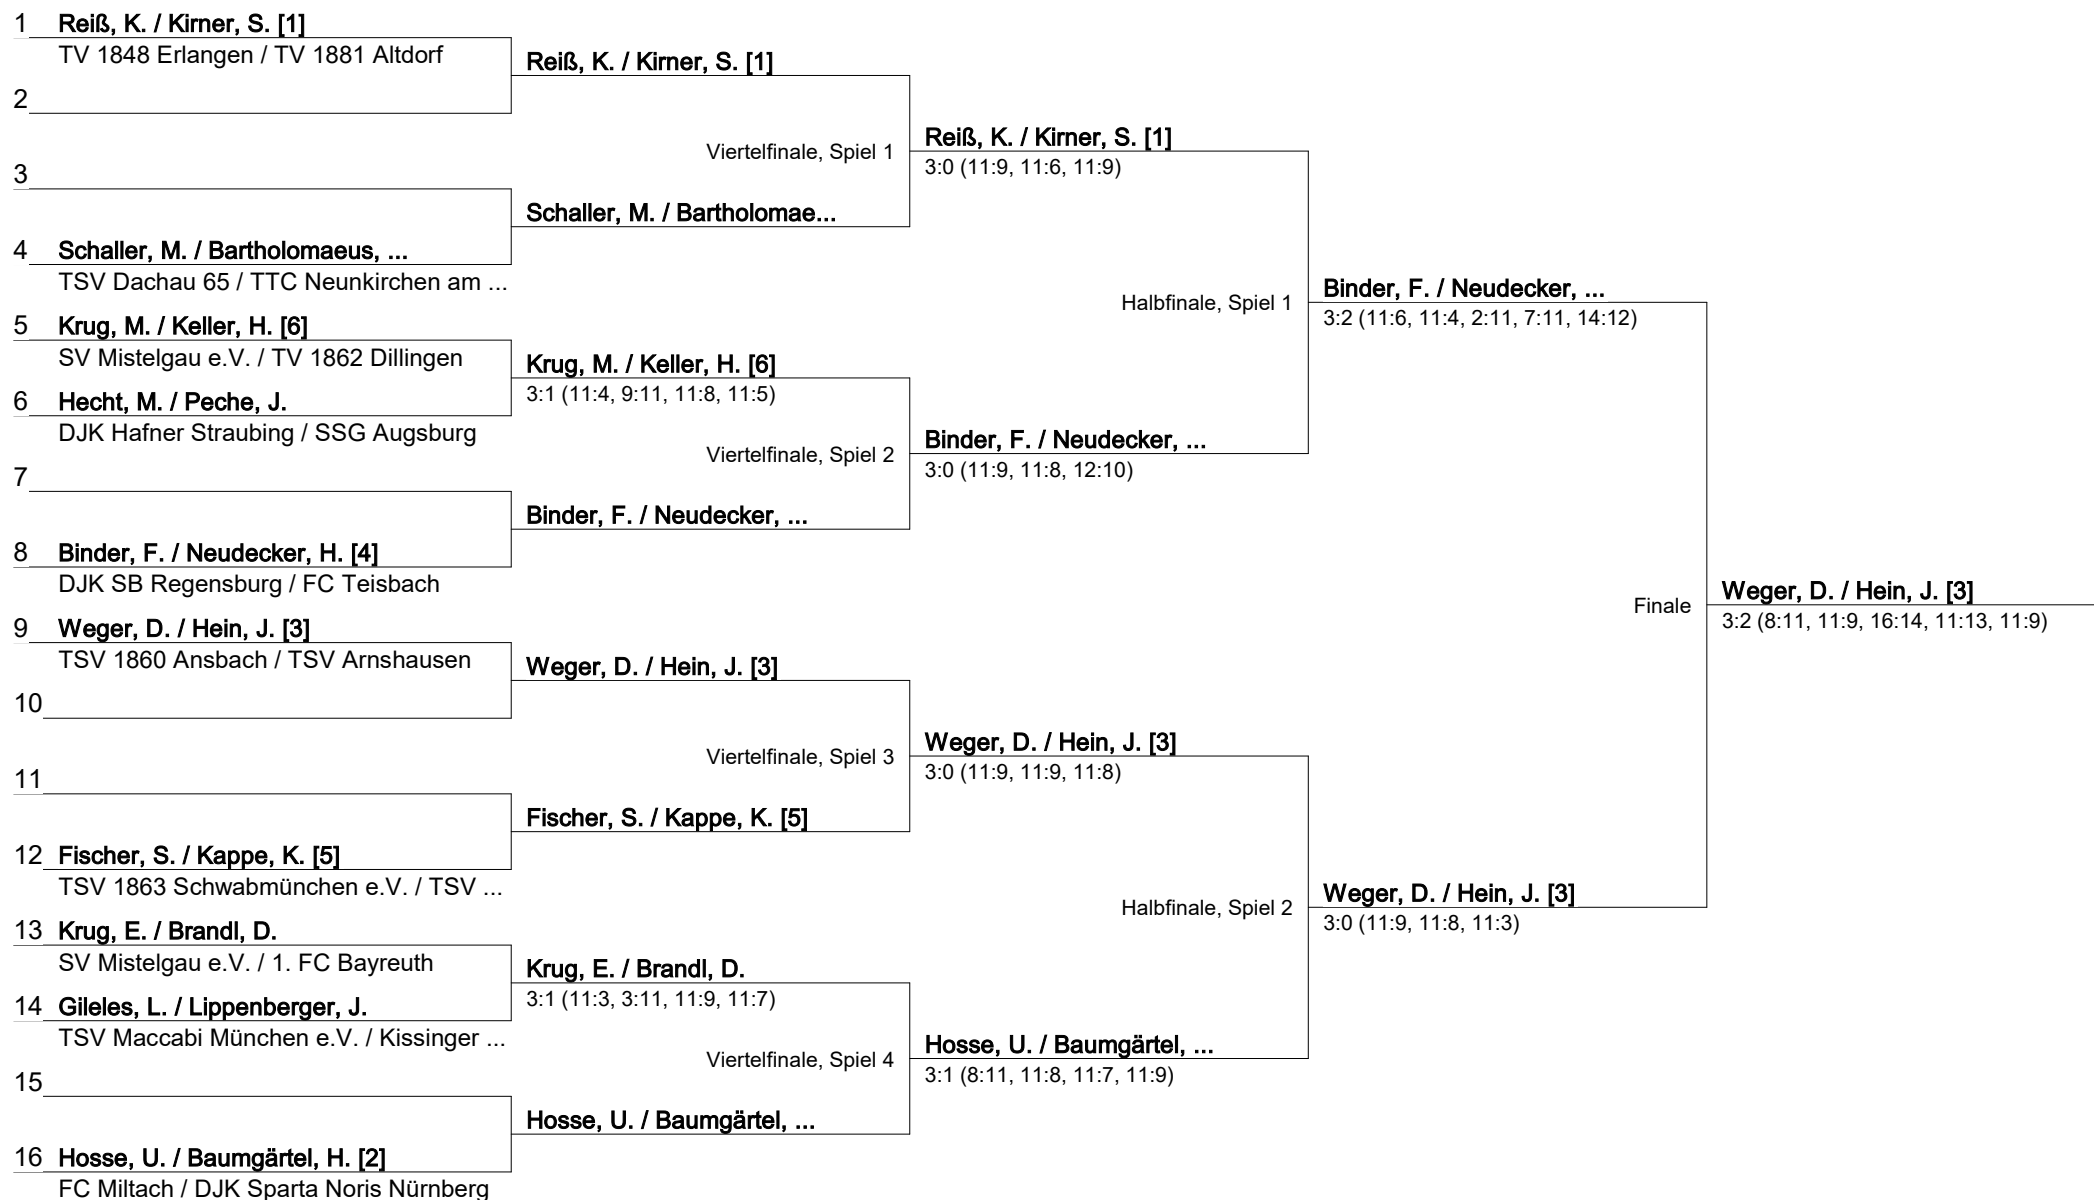 1 Reiß, K. / Kirner, S. [1]
TV 1848 Erlangen / TV 1881 Altdorf
2
3
4 Schaller, M. / Bartholomaeus, ...
TSV Dachau 65 / TTC Neunkirchen am ...
5 Krug, M. / Keller, H. [6]
SV Mistelgau e.V. / TV 1862 Dillingen
6 Hecht, M. / Peche, J.
DJK Hafner Straubing / SSG Augsburg
7
8 Binder, F. / Neudecker, H. [4]
DJK SB Regensburg / FC Teisbach
9 Weger, D. / Hein, J. [3]
TSV 1860 Ansbach / TSV Arnshausen
10
11
12 Fischer, S. / Kappe, K. [5]
TSV 1863 Schwabmünchen e.V. / TSV ...
13 Krug, E. / Brandl, D.
SV Mistelgau e.V. / 1. FC Bayreuth
14 Gileles, L. / Lippenberger, J.
TSV Maccabi München e.V. / Kissinger ...
15
16 Hosse, U. / Baumgärtel, H. [2]
FC Miltach / DJK Sparta Noris Nürnberg
Reiß, K. / Kirner, S. [1]
Viertelfinale, Spiel 1
Schaller, M. / Bartholomae...
Krug, M. / Keller, H. [6]
3:1 (11:4, 9:11, 11:8, 11:5)
Viertelfinale, Spiel 2
Binder, F. / Neudecker, ...
Weger, D. / Hein, J. [3]
Viertelfinale, Spiel 3
Fischer, S. / Kappe, K. [5]
Krug, E. / Brandl, D.
3:1 (11:3, 3:11, 11:9, 11:7)
Viertelfinale, Spiel 4
Hosse, U. / Baumgärtel, ...
Reiß, K. / Kirner, S. [1]
3:0 (11:9, 11:6, 11:9)
Halbfinale, Spiel 1
Binder, F. / Neudecker, ...
3:0 (11:9, 11:8, 12:10)
Weger, D. / Hein, J. [3]
3:0 (11:9, 11:9, 11:8)
Halbfinale, Spiel 2
Hosse, U. / Baumgärtel, ...
3:1 (8:11, 11:8, 11:7, 11:9)
Binder, F. / Neudecker, ...
3:2 (11:6, 11:4, 2:11, 7:11, 14:12)
Finale
Weger, D. / Hein, J. [3]
3:0 (11:9, 11:8, 11:3)
Weger, D. / Hein, J. [3]
3:2 (8:11, 11:9, 16:14, 11:13, 11:9)